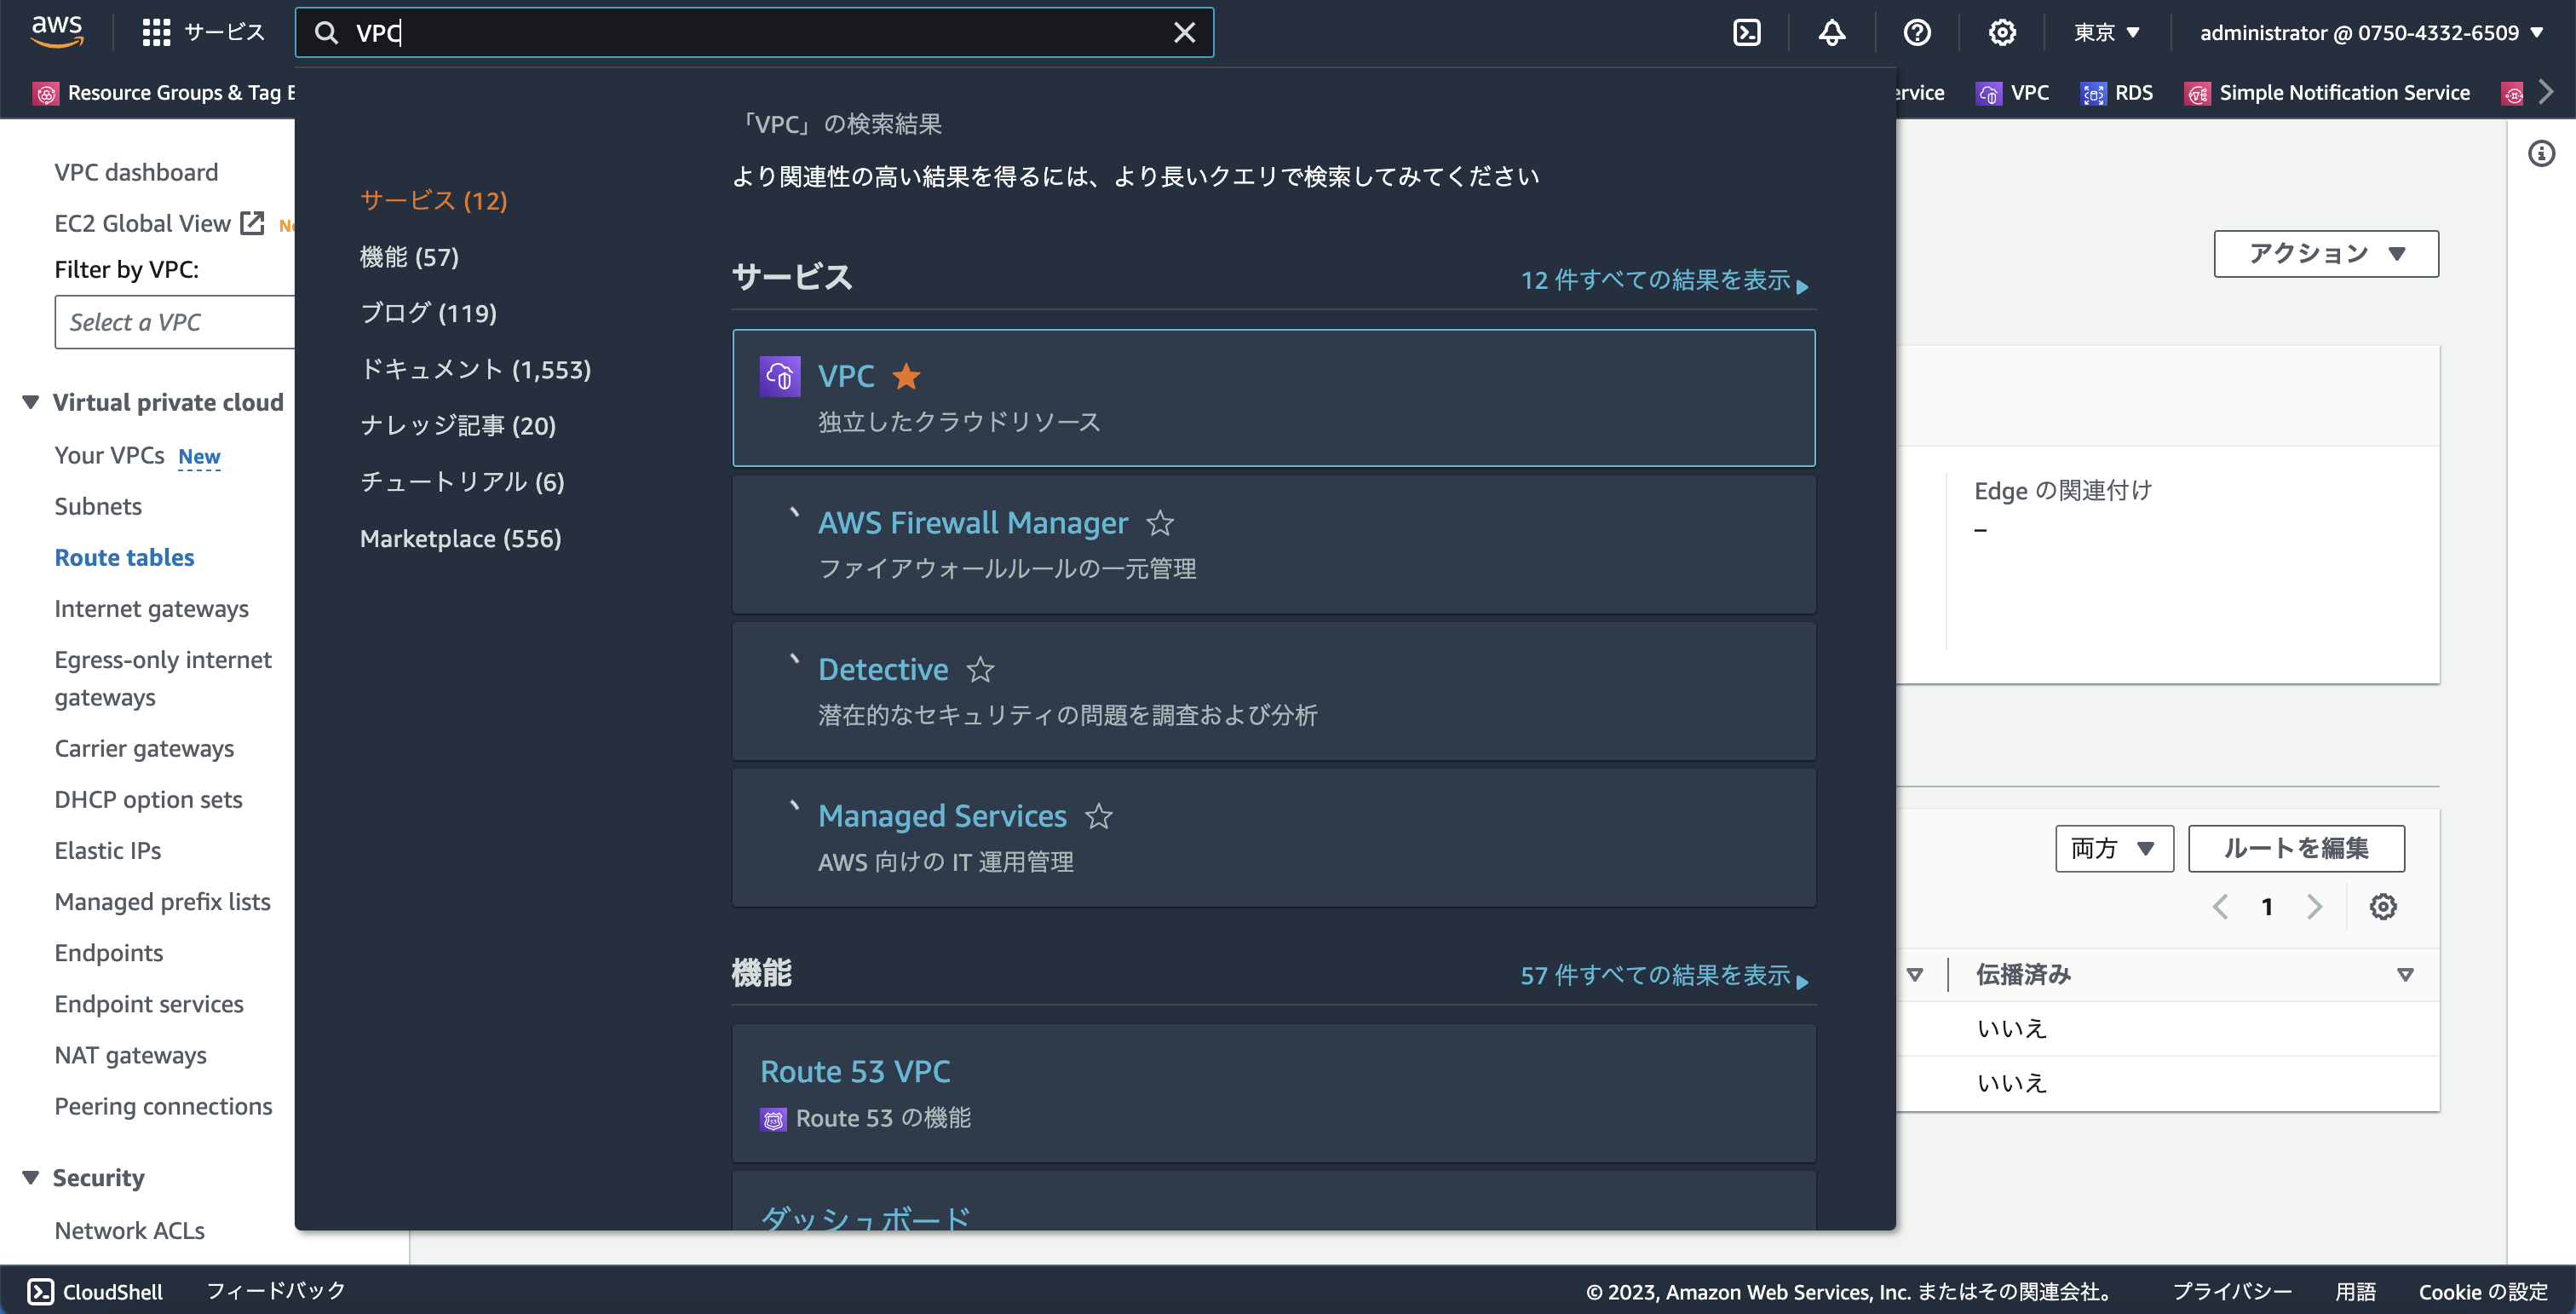 aws
サービス
VPC
東京
administrator @ 0750-4332-6509
Resource Groups & Tag E
ervice
VPC
RDS
Simple Notification Service
VPC dashboard
EC2 Global View
Filter by VPC:
Select a VPC
Virtual private cloud
Your VPCs New
Subnets
Route tables
Internet gateways
Egress-only internet
gateways
Carrier gateways
DHCP option sets
Elastic IPs
Managed prefix lists
Endpoints
Endpoint services
NAT gateways
Peering connections
Security
Network ACLs
サービス (12)
機能 (57)
ブログ (119)
ドキュメント (1,553)
ナレッジ記事 (20)
チュートリアル (6)
Marketplace (556)
「VPC」の検索結果
より関連性の高い結果を得るには、より長いクエリで検索してみてください
サービス
12 件すべての結果を表示
VPC
独立したクラウドリソース
AWS Firewall Manager
ファイアウォールルールの一元管理
Detective
潜在的なセキュリティの問題を調査および分析
Managed Services
AWS 向けの IT 運用管理
機能
57 件すべての結果を表示
Route 53 VPC
Route 53 の機能
ダッシュボード
アクション
Edge の関連付け
–
両方
ルートを編集
1
伝播済み
いいえ
いいえ
CloudShell
フィードバック
© 2023, Amazon Web Services, Inc. またはその関連会社。
プライバシー
用語
Cookie の設定